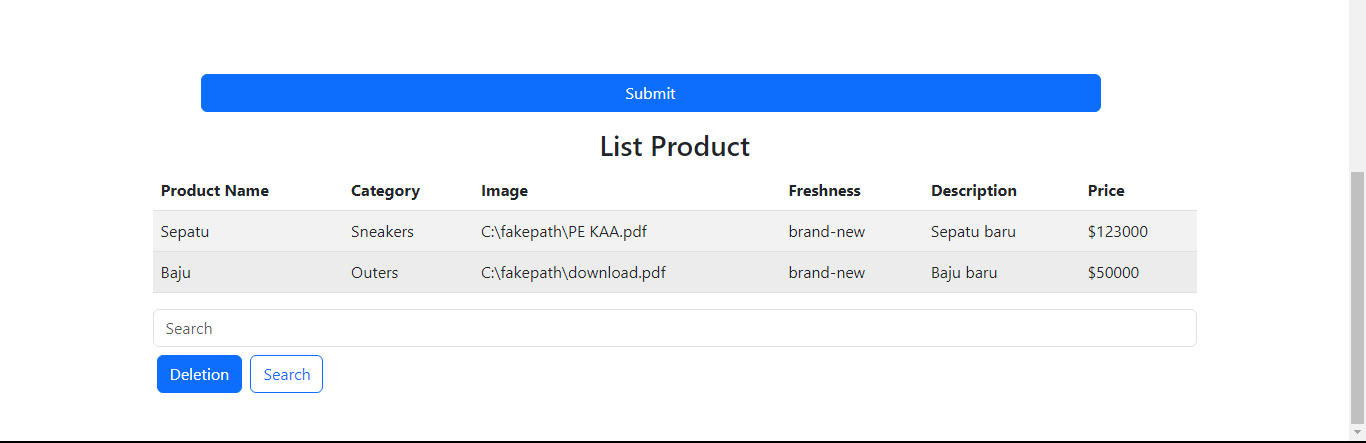 Submit
List Product
Product Name Category Image Freshness Description Price
Sepatu Sneakers C:\fakepath\PE KAA.pdf brand-new Sepatu baru $123000
Baju Outers C:\fakepath\download.pdf brand-new Baju baru $50000
Search
Deletion Search